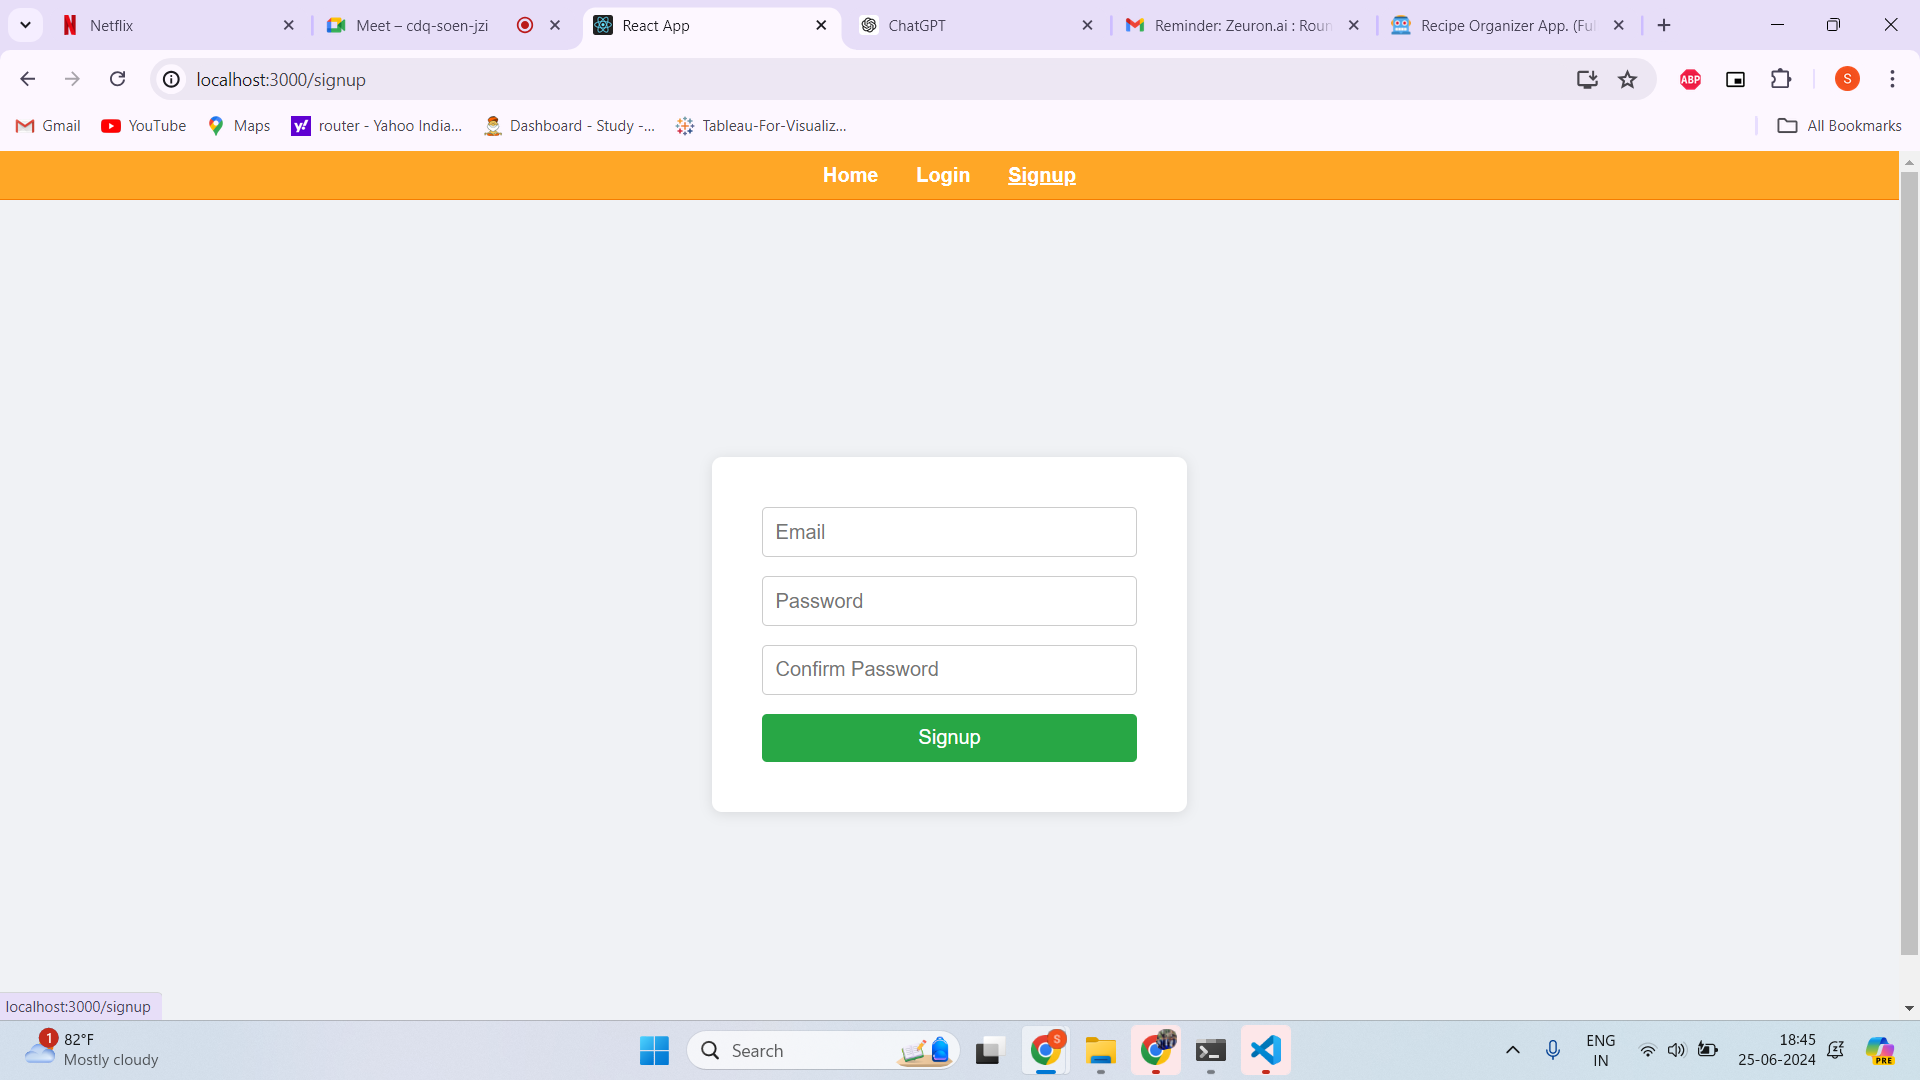 Netflix
Meet – cdq-soen-jzi
React App
ChatGPT
Reminder: Zeuron.ai : Roun
Recipe Organizer App. (Ful
localhost:3000/signup
ABP
S
Gmail
YouTube
Maps
y! router - Yahoo India...
Dashboard - Study -...
Tableau-For-Visualiz...
All Bookmarks
Home
Login
Signup
Email
Password
Confirm Password
Signup
localhost:3000/signup
1
82°F
Mostly cloudy
Search
S
ENG
IN
18:45
25-06-2024
PRE